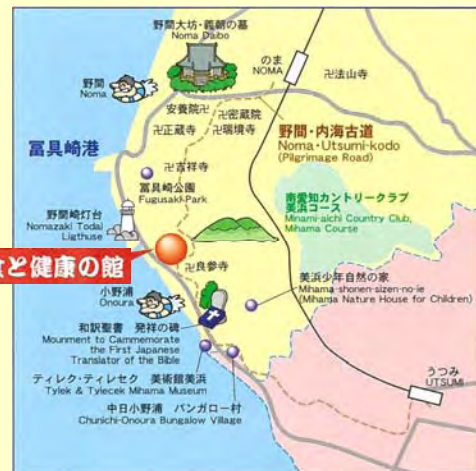 野間大坊・義朝の墓
Noma Daibo
のま
NOMA
卍法山寺
野間
Noma
安養院卍
卍密蔵院
卍正蔵寺
卍瑞境寺
野間・内海古道
Noma・Utsumi-kodo
(Pilgrimage Road)
冨具崎港
卍吉祥寺
冨具崎公園
Fugusaki Park
南愛知カントリークラブ
美浜コース
Minami-aichi Country Club,
Mihama Course
野間崎灯台
Nomazaki Todai
Ligthuse
食と健康の館
卍良参寺
小野浦
Onoura
美浜少年自然の家
Mihama-shonen-sizen-no-ie
(Mihama Nature House for Children)
和訳聖書 発祥の碑
Mounment to Cammemorate
the First Japanese
Translator of the Bible
うつみ
UTSUMI
ティレク・ティレセク 美術館美浜
Tylek & Tylecek Mihama Museum
中日小野浦 バンガロー村
Chunichi-Onoura Bungalow Village